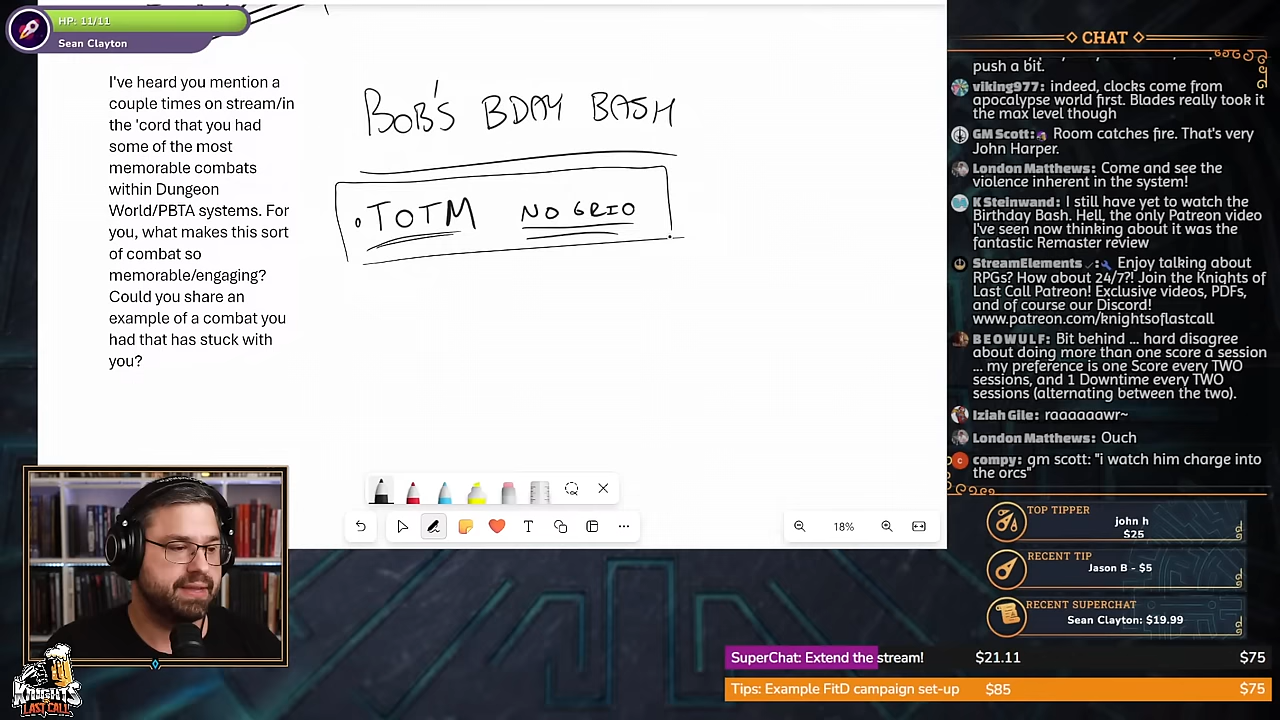 HP: 11/11
Sean Clayton
I've heard you mention a
couple times on stream/in
the 'cord that you had
some of the most
memorable combats
within Dungeon
World/PBTA systems. For
you, what makes this sort
of combat so
memorable/engaging?
Could you share an
example of a combat you
had that has stuck with
you?
BOB'S BDAY BASH
TOTM NO GRID
18%
KNIGHTS
OF
LAST CALL
CHAT
push a bit.
viking977: indeed, clocks come from
apocalypse world first. Blades really took it
the max level though
GM Scott: Room catches fire. That's very
John Harper.
London Matthews: Come and see the
violence inherent in the system!
K Steinwand: I still have yet to watch the
Birthday Bash. Hell, the only Patreon video
I've seen now thinking about it was the
fantastic Remaster review
StreamElements: Enjoy talking about
RPGs? How about 24/7?! Join the Knights of
Last Call Patreon! Exclusive videos, PDFs,
and of course our Discord!
www.patreon.com/knightsoflastcall
BEOWULF: Bit behind ... hard disagree
about doing more than one score a session
... my preference is one Score every TWO
sessions, and 1 Downtime every TWO
sessions (alternating between the two).
Iziah Gile: raaaaaawr~
London Matthews: Ouch
compy: gm scott: "i watch him charge into
the orcs"
TOP TIPPER
john h
$25
RECENT TIP
Jason B - $5
RECENT SUPERCHAT
Sean Clayton: $19.99
SuperChat: Extend the stream! $21.11 $75
Tips: Example FitD campaign set-up $85 $75